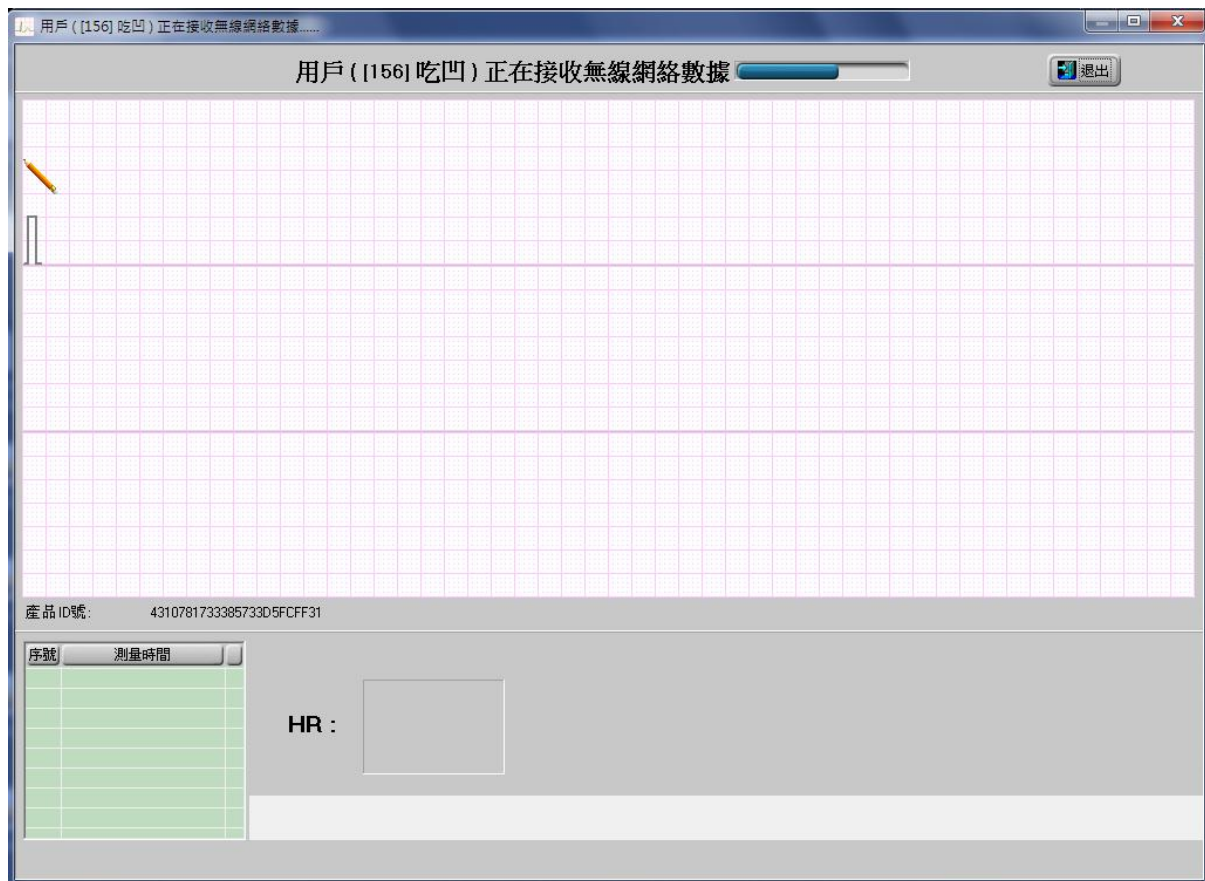 用戶 ( [156] 吃凹 ) 正在接收無線網絡數據......
用戶 ( [156] 吃凹 ) 正在接收無線網絡數據
退出
產品ID號: 4310781733385733D5FCFF31
序號 測量時間
HR :